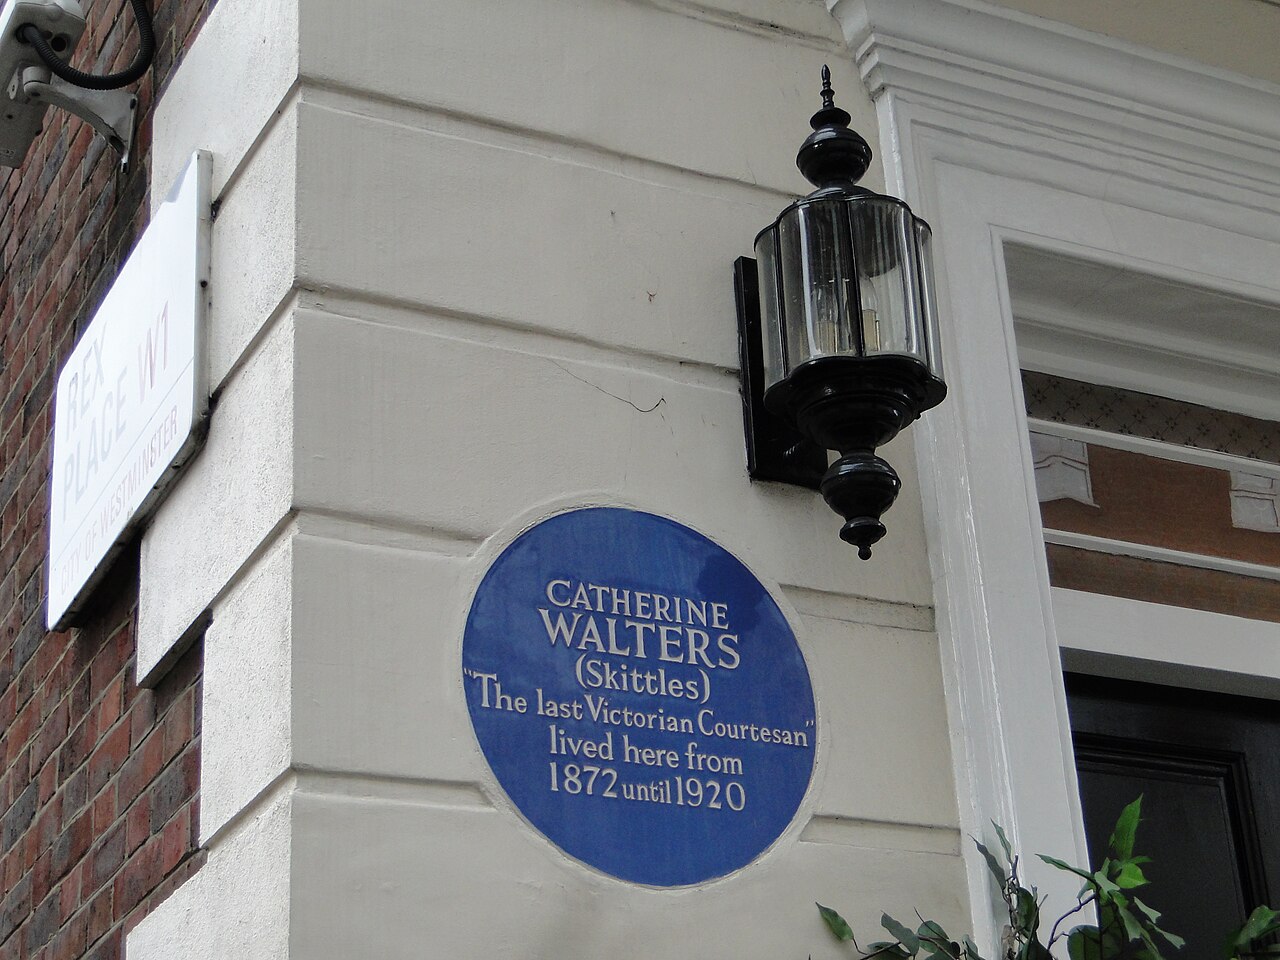 REX
PLACE W1
CITY OF WESTMINSTER
CATHERINE
WALTERS
(Skittles)
"The last Victorian Courtesan"
lived here from
1872 until 1920